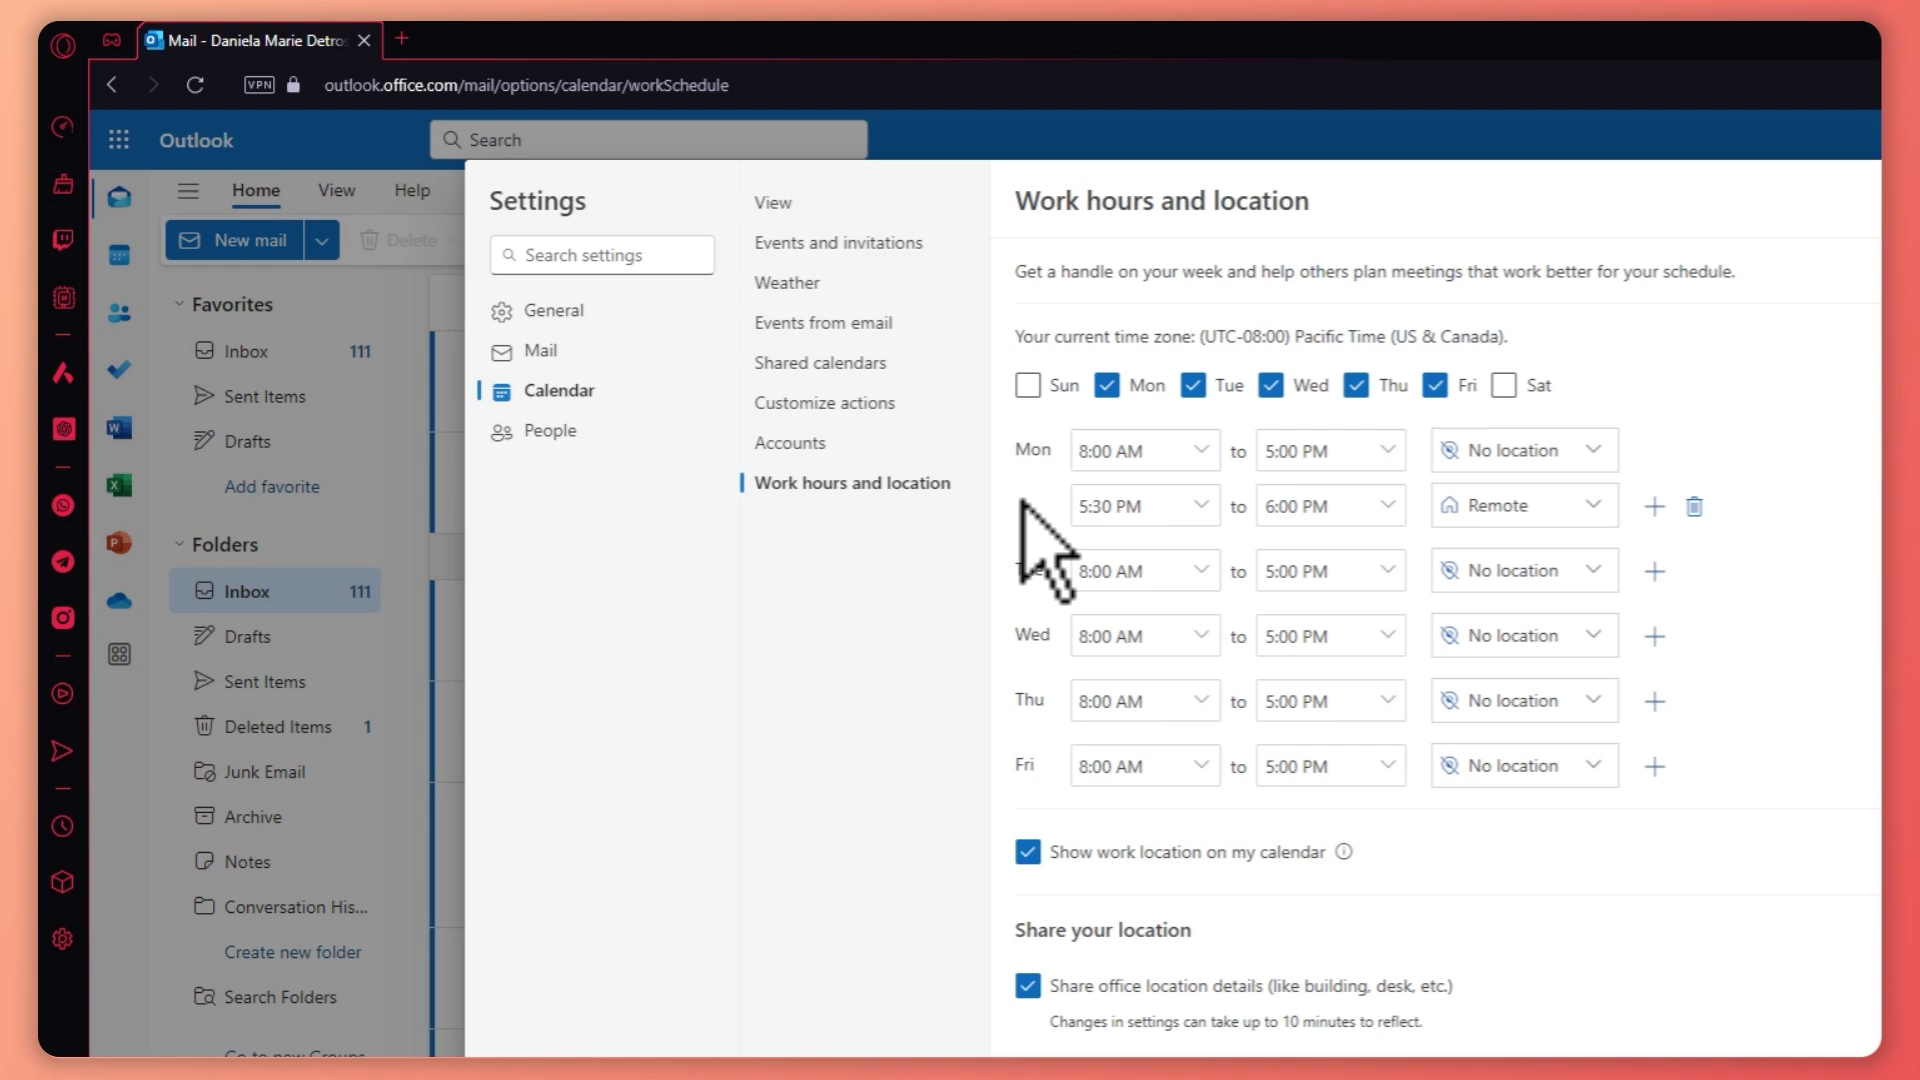 Mail - Daniela Marie Detros
VPN
outlook.office.com/mail/options/calendar/workSchedule
Outlook
Search
Home View Help
New mail
Delete
Favorites
Inbox 111
Sent Items
Drafts
Add favorite
Folders
Inbox 111
Drafts
Sent Items
Deleted Items 1
Junk Email
Archive
Notes
Conversation His...
Create new folder
Search Folders
Go to new Groups
Settings
Search settings
General
Mail
Calendar
People
View
Events and invitations
Weather
Events from email
Shared calendars
Customize actions
Accounts
Work hours and location
Work hours and location
Get a handle on your week and help others plan meetings that work better for your schedule.
Your current time zone: (UTC-08:00) Pacific Time (US & Canada).
Sun Mon Tue Wed Thu Fri Sat
Mon 8:00 AM to 5:00 PM No location
5:30 PM to 6:00 PM Remote
8:00 AM to 5:00 PM No location
Wed 8:00 AM to 5:00 PM No location
Thu 8:00 AM to 5:00 PM No location
Fri 8:00 AM to 5:00 PM No location
Show work location on my calendar
Share your location
Share office location details (like building, desk, etc.)
Changes in settings can take up to 10 minutes to reflect.